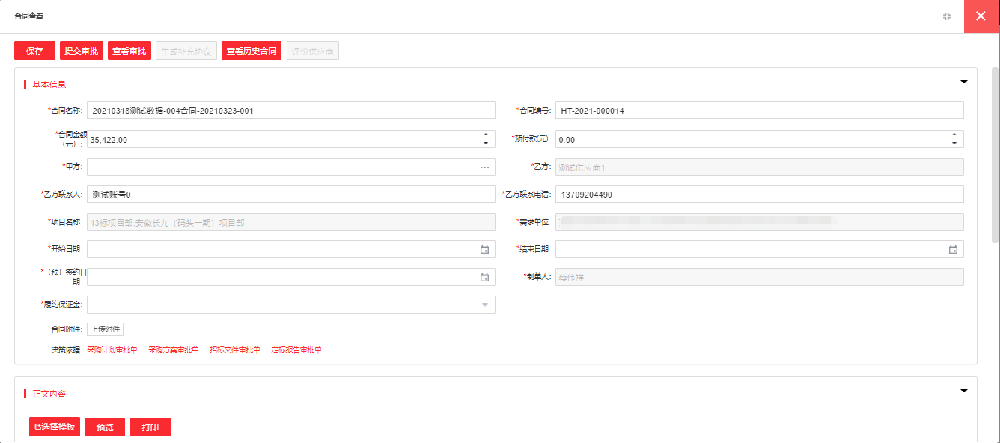 合同查看
保存 提交审批 查看审批 生成补充协议 查看历史合同 评价供应商
基本信息
*合同名称: 20210318测试数据-004合同-20210323-001 *合同编号: HT-2021-000014
*合同金额(元): 35,422.00 *预付款(元): 0.00
*甲方: *乙方: 测试供应商1
*乙方联系人: 测试账号0 *乙方联系电话: 13709204490
*项目名称: 13标项目部,安徽长九（码头一期）项目部 *需求单位:
*开始日期: *结束日期:
*（预）签约日期: *制单人: 蔡伟祥
*履约保证金:
合同附件: 上传附件
决策依据: 采购计划审批单 采购方案审批单 招标文件审批单 定标报告审批单
正文内容
选择模板 预览 打印